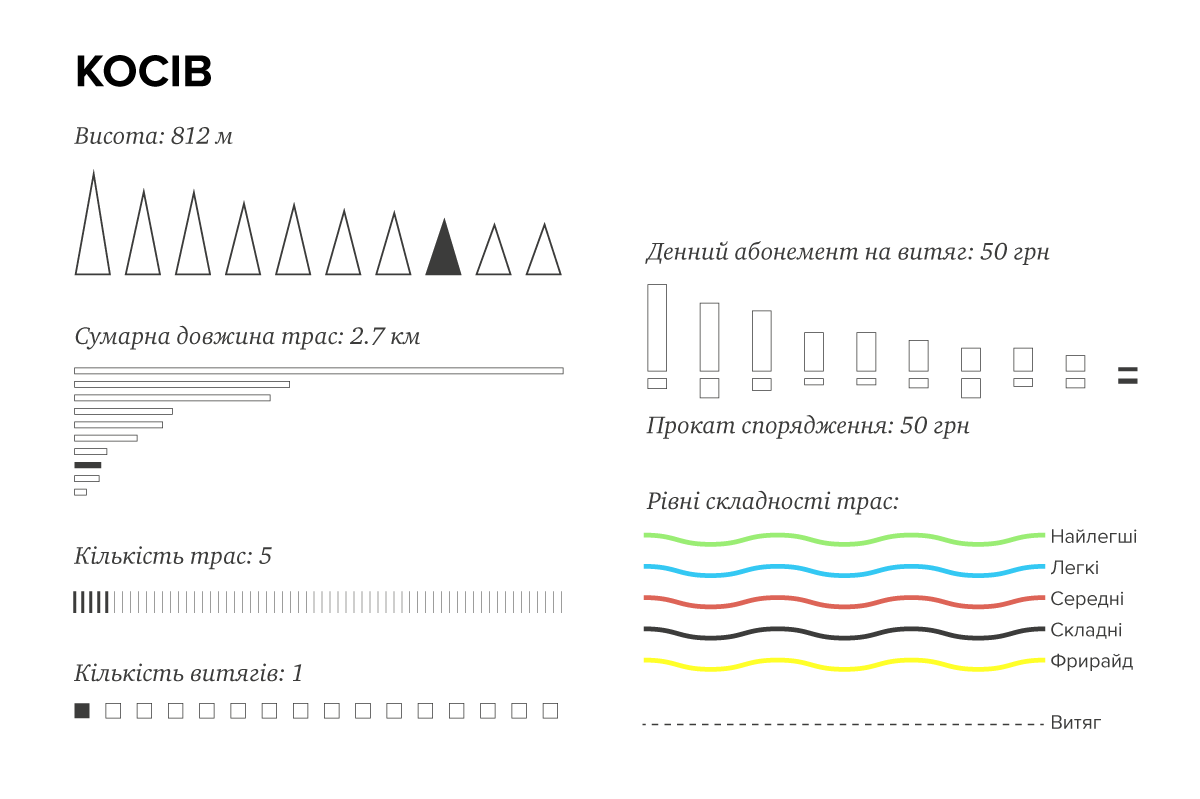 КОСІВ
Висота: 812 м
Сумарна довжина трас: 2.7 км
Кількість трас: 5
Кількість витягів: 1
Денний абонемент на витяг: 50 грн
Прокат спорядження: 50 грн
Рівні складності трас:
Найлегші
Легкі
Середні
Складні
Фрирайд
Витяг